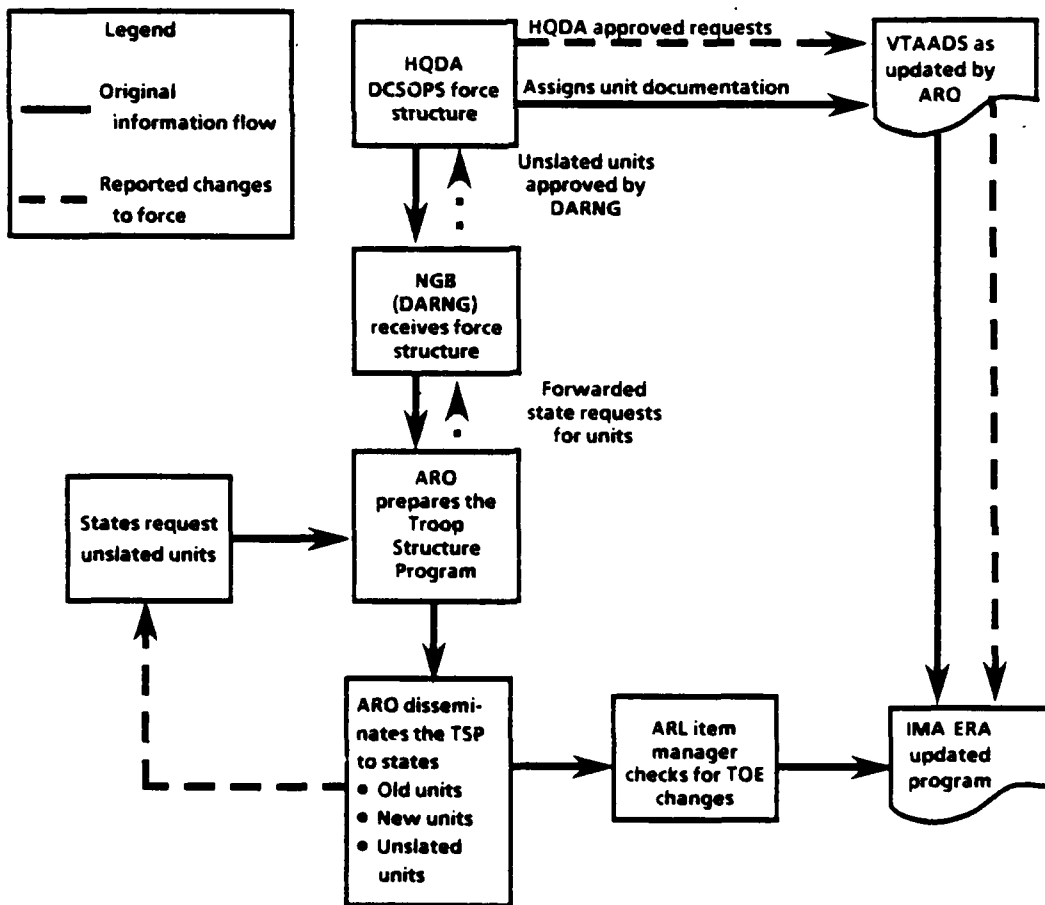 Legend
Original
information flow
Reported changes
to force
HQDA
DCSOPS force
structure
HQDA approved requests
Assigns unit documentation
VTAADS as
updated by
ARO
Unslated units
approved by
DARNG
NGB
(DARNG)
receives force
structure
Forwarded
state requests
for units
States request
unslated units
ARO
prepares the
Troop
Structure
Program
ARO dissemi-
nates the TSP
to states
• Old units
• New units
• Unslated
units
ARL item
manager
checks for TOE
changes
IMA ERA
updated
program